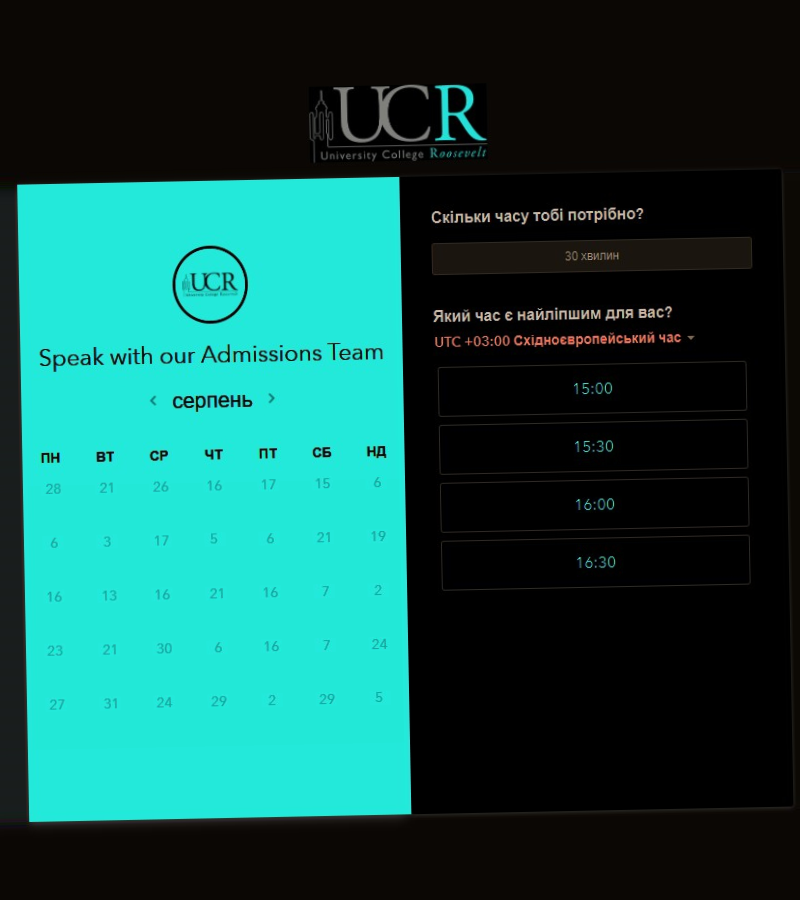 UCR
University College Roosevelt
UCR
Speak with our Admissions Team
серпень
ПН ВТ СР ЧТ ПТ СБ НД
28 21 26 16 17 15 6
6 3 17 5 6 21 19
16 13 16 21 16 7 2
23 21 30 6 16 7 24
27 31 24 29 2 29 5
Скільки часу тобі потрібно?
30 хвилин
Який час є найліпшим для вас?
UTC +03:00 Східноєвропейський час
15:00
15:30
16:00
16:30